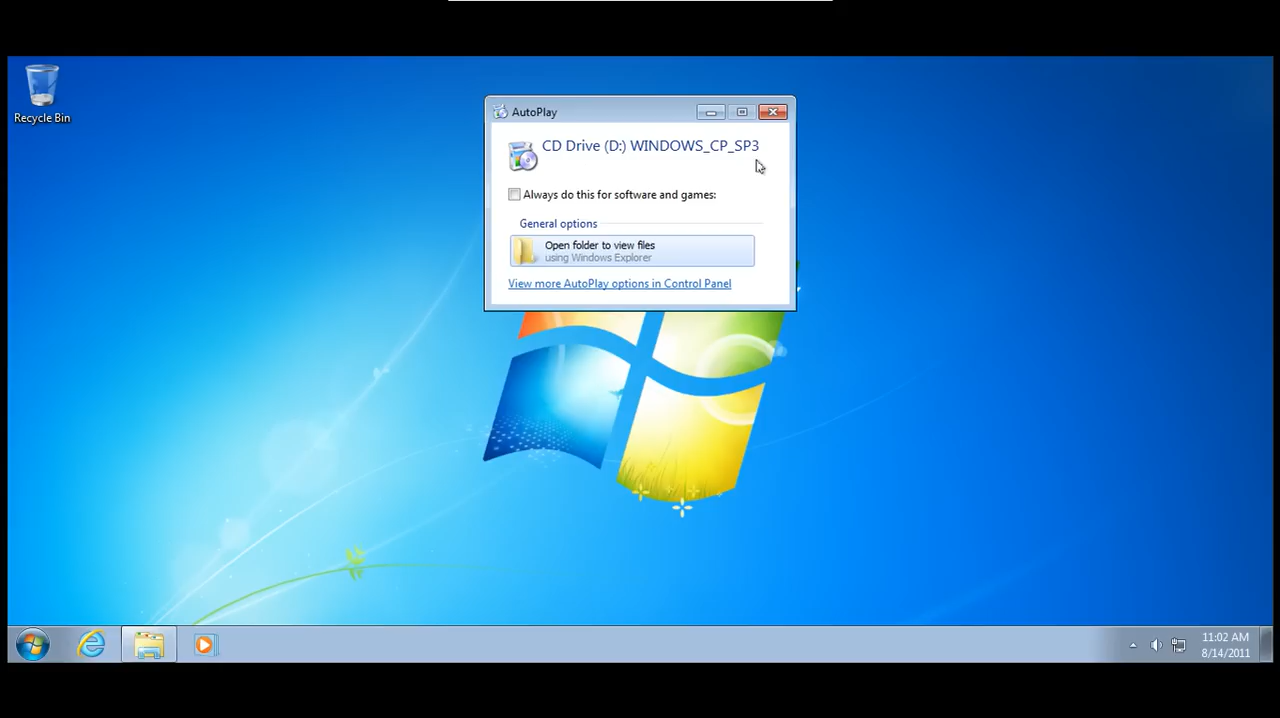 Recycle Bin
AutoPlay
CD Drive (D:) WINDOWS_CP_SP3
Always do this for software and games:
General options
Open folder to view files
using Windows Explorer
View more AutoPlay options in Control Panel
11:02 AM
8/14/2011